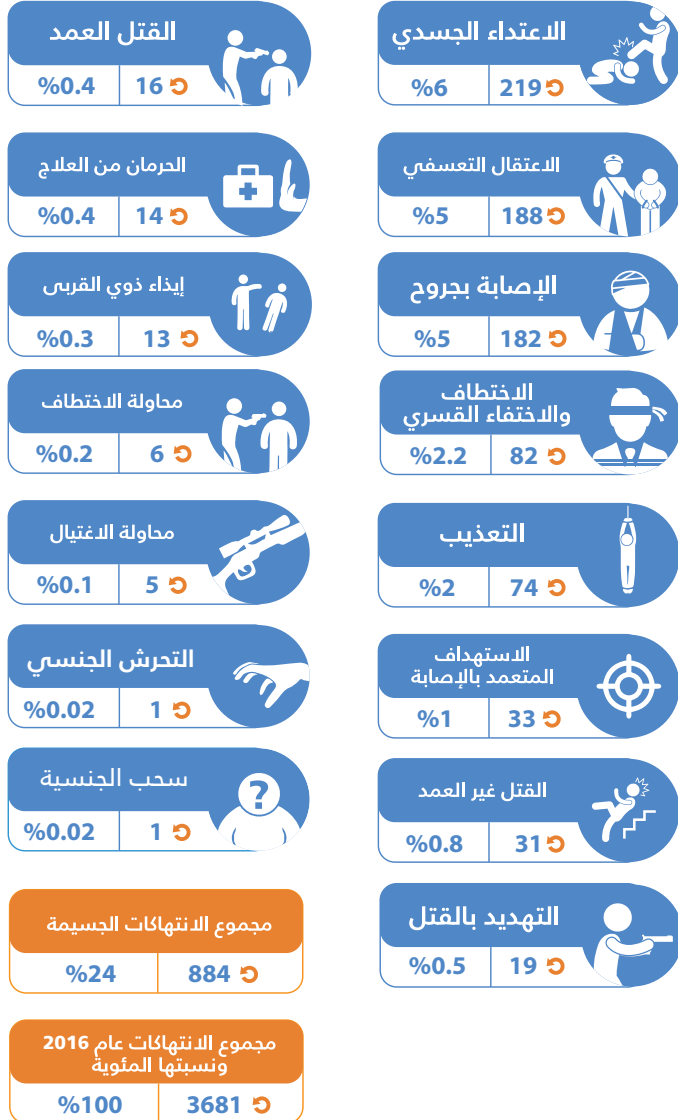 الاعتداء الجسدي
219 %6
الاعتقال التعسفي
188 %5
الإصابة بجروح
182 %5
الاختطاف
والاختفاء القسري
82 %2.2
التعذيب
74 %2
الاستهداف
المتعمد بالإصابة
33 %1
القتل غير العمد
31 %0.8
التهديد بالقتل
19 %0.5
القتل العمد
16 %0.4
الحرمان من العلاج
14 %0.4
إيذاء ذوي القربى
13 %0.3
محاولة الاختطاف
6 %0.2
محاولة الاغتيال
5 %0.1
التحرش الجنسي
1 %0.02
سحب الجنسية
?
1 %0.02
مجموع الانتهاكات الجسيمة
884 %24
مجموع الانتهاكات عام 2016
ونسبتها المئوية
3681 %100